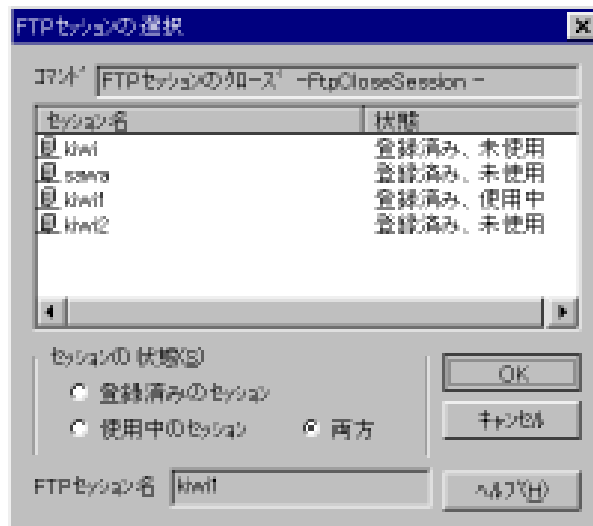 FTPセッションの選択
コマンド FTPセッションのクローズ -FtpCloseSession -
セッション名 状態
kiwi 登録済み、未使用
sawa 登録済み、未使用
kiwi1 登録済み、使用中
kiwi2 登録済み、未使用
セッションの状態(S)
登録済みのセッション
使用中のセッション 両方
OK
キャンセル
FTPセッション名 kiwi1
ヘルプ(H)